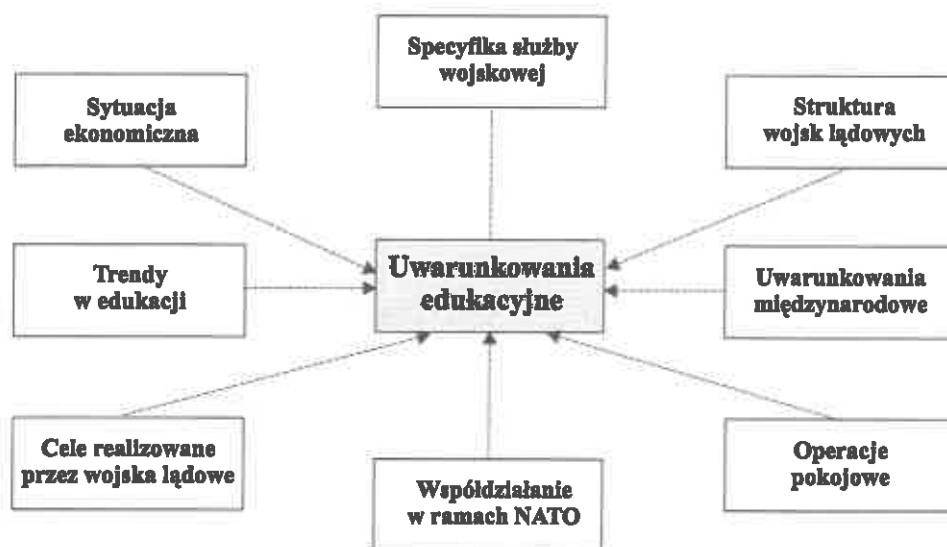 Specyfika służby
wojskowej
Sytuacja
ekonomiczna
Struktura
wojsk lądowych
Trendy
w edukacji
Uwarunkowania
edukacyjne
Uwarunkowania
międzynarodowe
Cele realizowane
przez wojska lądowe
Współdziałanie
w ramach NATO
Operacje
pokojowe